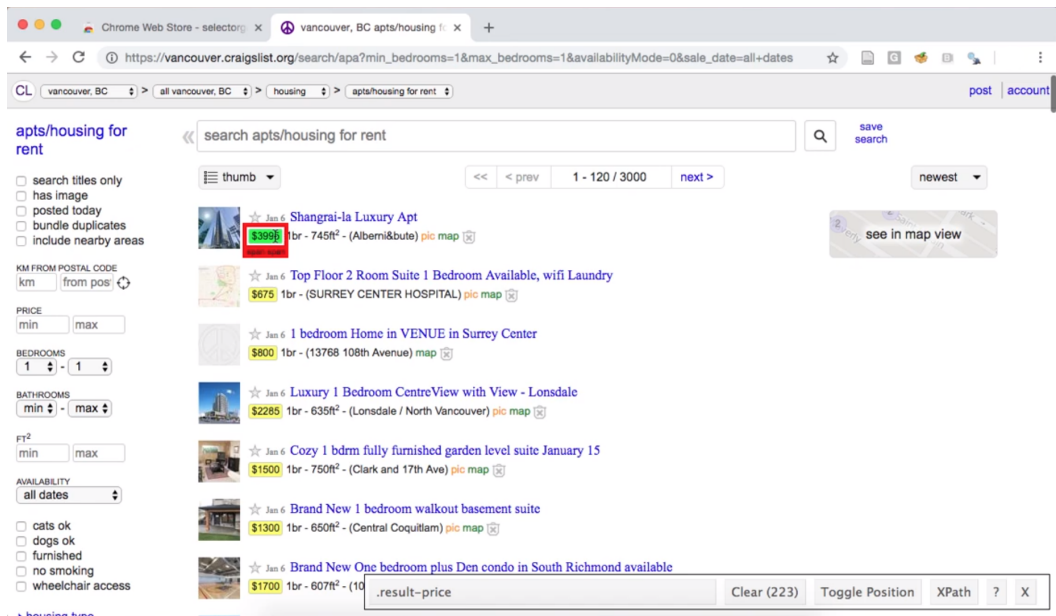 Chrome Web Store - selectorg
vancouver, BC apts/housing fo
https://vancouver.craigslist.org/search/apa?min_bedrooms=1&max_bedrooms=1&availabilityMode=0&sale_date=all+dates
CL vancouver, BC > all vancouver, BC > housing > apts/housing for rent post account
apts/housing for rent
search apts/housing for rent
save search
search titles only
has image
posted today
bundle duplicates
include nearby areas
KM FROM POSTAL CODE
km from pos
PRICE
min max
BEDROOMS
1 - 1
BATHROOMS
min - max
FT²
min max
AVAILABILITY
all dates
cats ok
dogs ok
furnished
no smoking
wheelchair access
housing type
thumb << < prev 1 - 120 / 3000 next > newest
see in map view
Jan 6 Shangrai-la Luxury Apt
1br - 745ft² - (Alberni&bute) pic map
Jan 6 Top Floor 2 Room Suite 1 Bedroom Available, wifi Laundry
$675 1br - (SURREY CENTER HOSPITAL) pic map
Jan 6 1 bedroom Home in VENUE in Surrey Center
$800 1br - (13768 108th Avenue) map
Jan 6 Luxury 1 Bedroom CentreView with View - Lonsdale
$2285 1br - 635ft² - (Lonsdale / North Vancouver) pic map
Jan 6 Cozy 1 bdrm fully furnished garden level suite January 15
$1500 1br - 750ft² - (Clark and 17th Ave) pic map
Jan 6 Brand New 1 bedroom walkout basement suite
$1300 1br - 650ft² - (Central Coquitlam) pic map
Jan 6 Brand New One bedroom plus Den condo in South Richmond available
$1700 1br - 607ft² - (10
.result-price Clear (223) Toggle Position XPath ? X